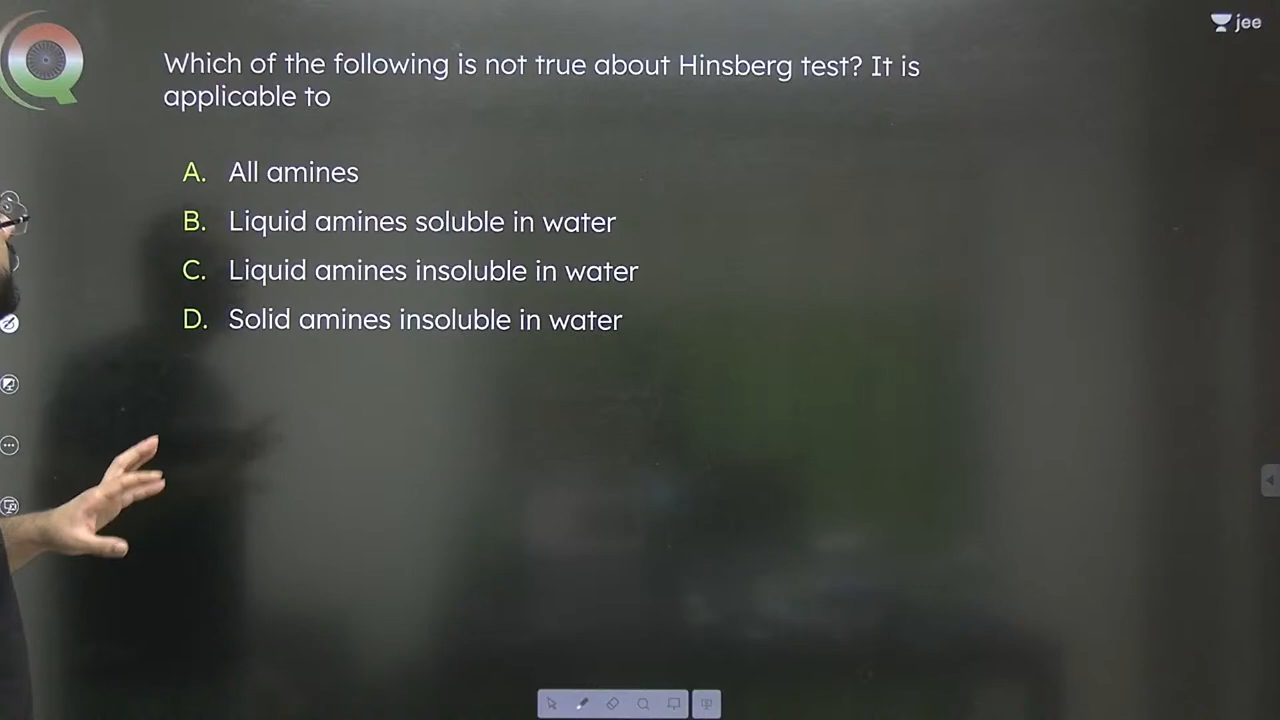 jee
Which of the following is not true about Hinsberg test? It is
applicable to
A. All amines
B. Liquid amines soluble in water
C. Liquid amines insoluble in water
D. Solid amines insoluble in water